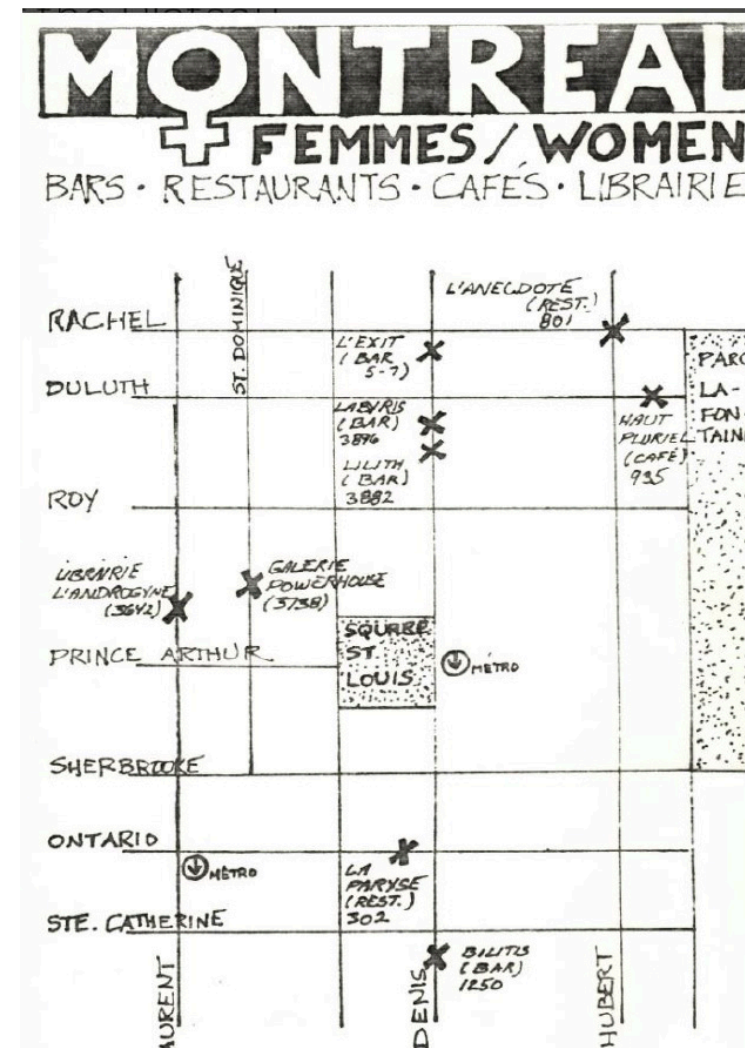 MONTREAL
FEMMES / WOMEN
BARS · RESTAURANTS · CAFÉS · LIBRAIRIE
ST. DOMINIQUE
L'ANECDOTE
(REST.)
801
RACHEL
L'EXIT
(BAR
5-7)
PARC
LA-
FON-
TAINE
DULUTH
LABYRIS
(BAR)
3896
HAUT
PLURIEL
(CAFÉ)
935
LILITH
(BAR)
3882
ROY
LIBRAIRIE
L'ANDROGYNE
(3642)
GALERIE
POWERHOUSE
(3738)
SQUARE
ST.
LOUIS
PRINCE ARTHUR
MÉTRO
SHERBROOKE
ONTARIO
MÉTRO
LA
PARYSE
(REST.)
302
STE. CATHERINE
BILITIS
(BAR)
1250
AURENT
DENIS
HUBERT